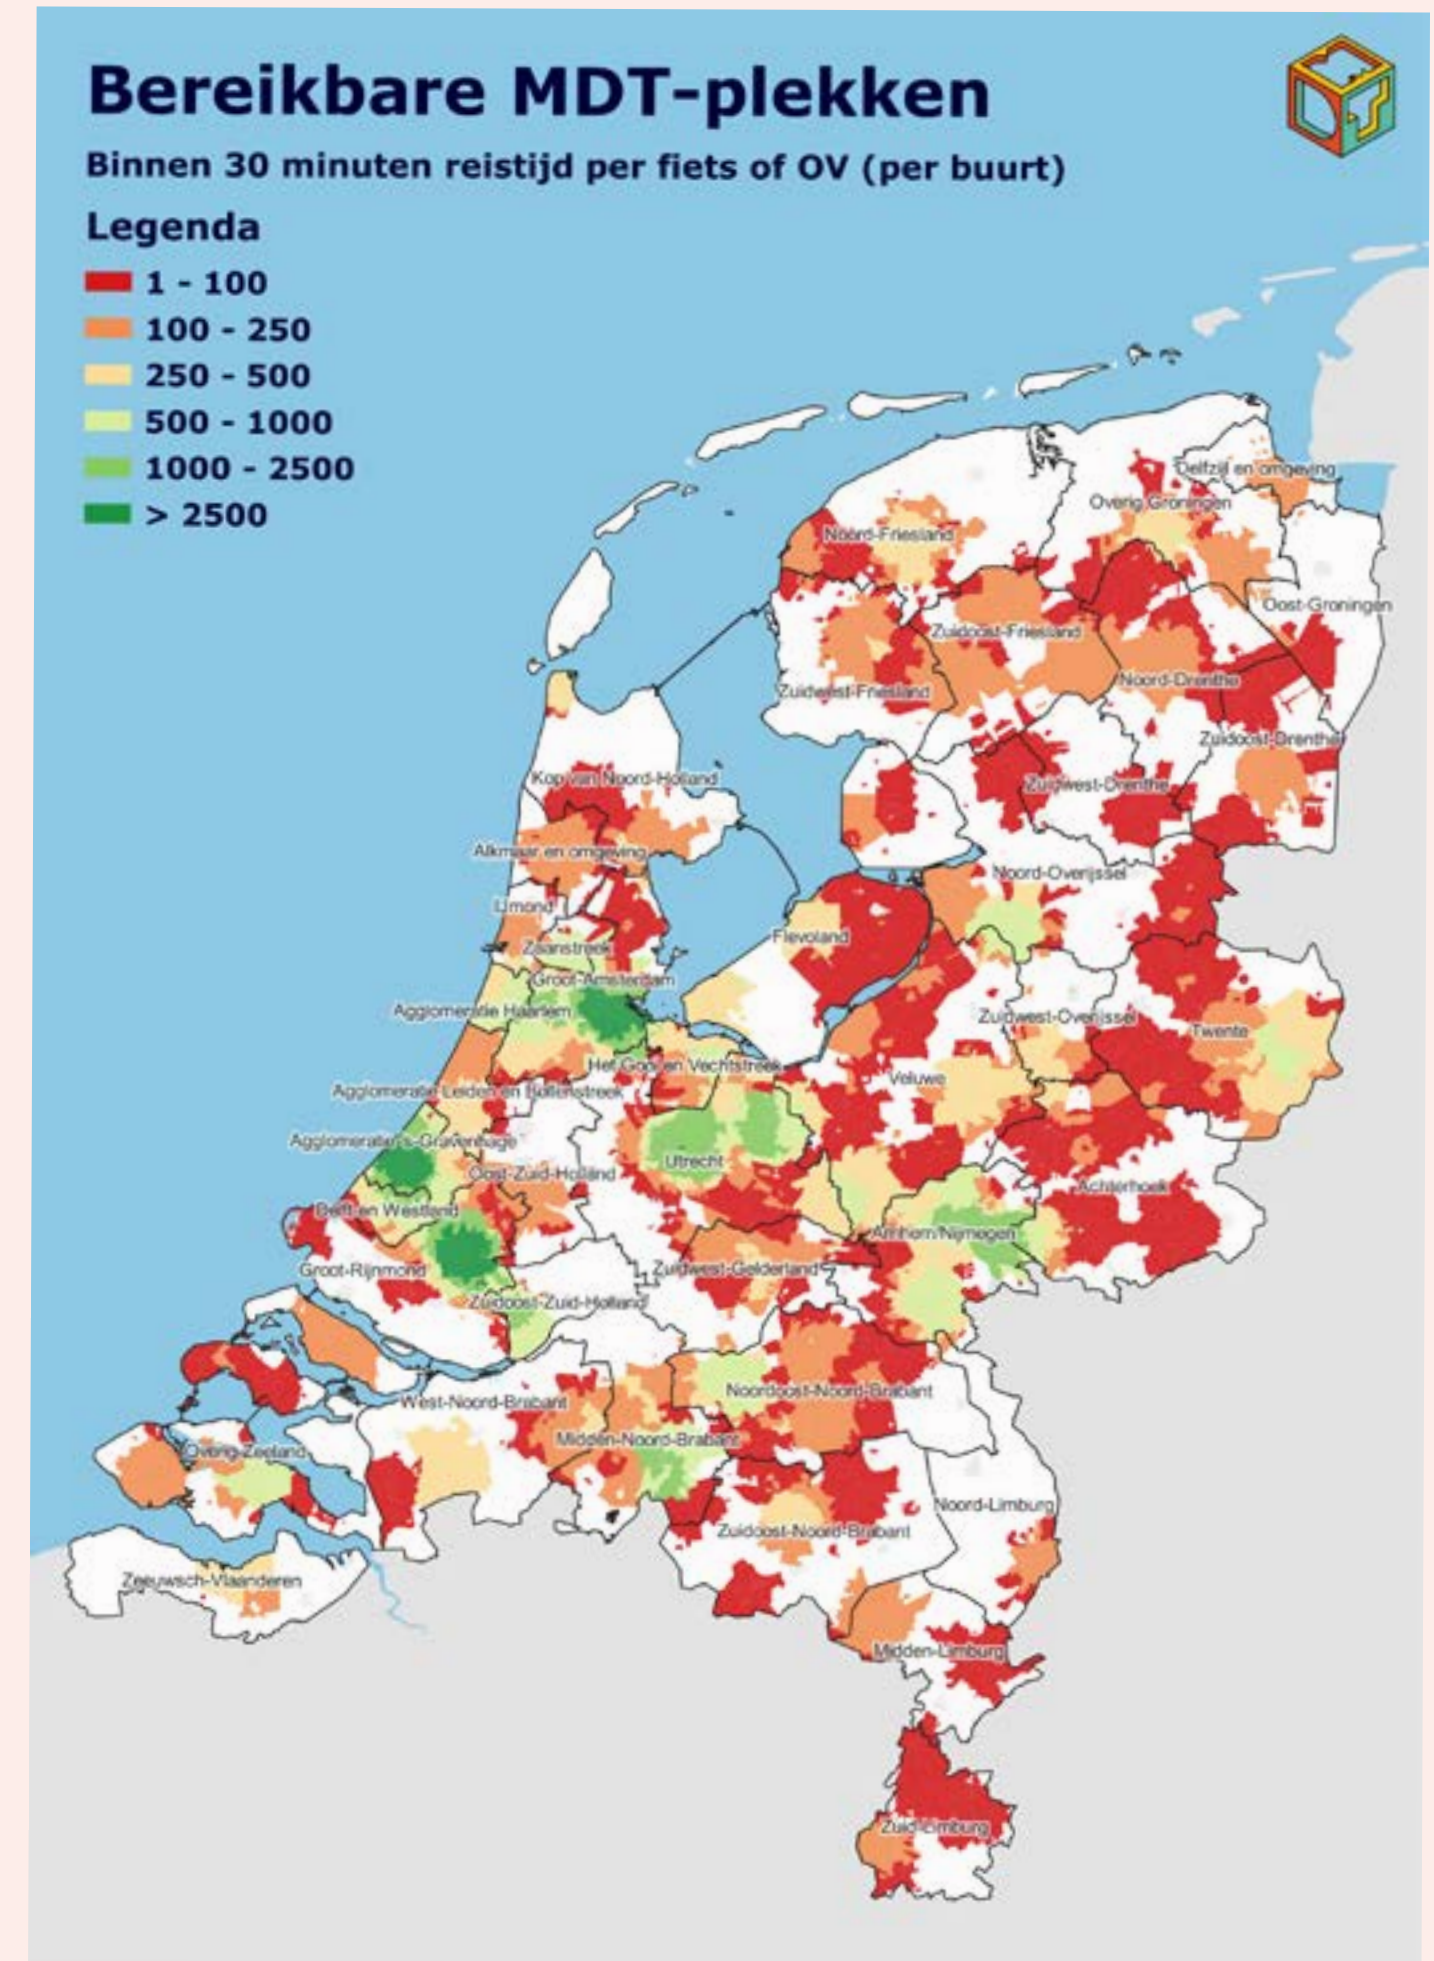 Bereikbare MDT-plekken
Binnen 30 minuten reistijd per fiets of OV (per buurt)
Legenda
1 - 100
100 - 250
250 - 500
500 - 1000
1000 - 2500
> 2500
Delfzijl en omgeving
Overig Groningen
Noord-Friesland
Oost-Groningen
Zuidoost-Friesland
Noord-Drenthe
Zuidwest-Friesland
Zuidoost-Drenthe
Kop van Noord-Holland
Zuidwest-Drenthe
Alkmaar en omgeving
Noord-Overijssel
IJmond
Flevoland
Zaanstreek
Groot-Amsterdam
Agglomeratie Haarlem
Zuidwest-Overijssel
Twente
Het Gooi en Vechtstreek
Veluwe
Agglomeratie Leiden en Bollenstreek
Agglomeratie 's-Gravenhage
Utrecht
Oost-Zuid-Holland
Achterhoek
Delft en Westland
Arnhem/Nijmegen
Groot-Rijnmond
Zuidwest-Gelderland
Zuidoost-Zuid-Holland
Noordoost-Noord-Brabant
West-Noord-Brabant
Midden-Noord-Brabant
Overig-Zeeland
Noord-Limburg
Zuidoost-Noord-Brabant
Zeeuwsch-Vlaanderen
Midden-Limburg
Zuid-Limburg